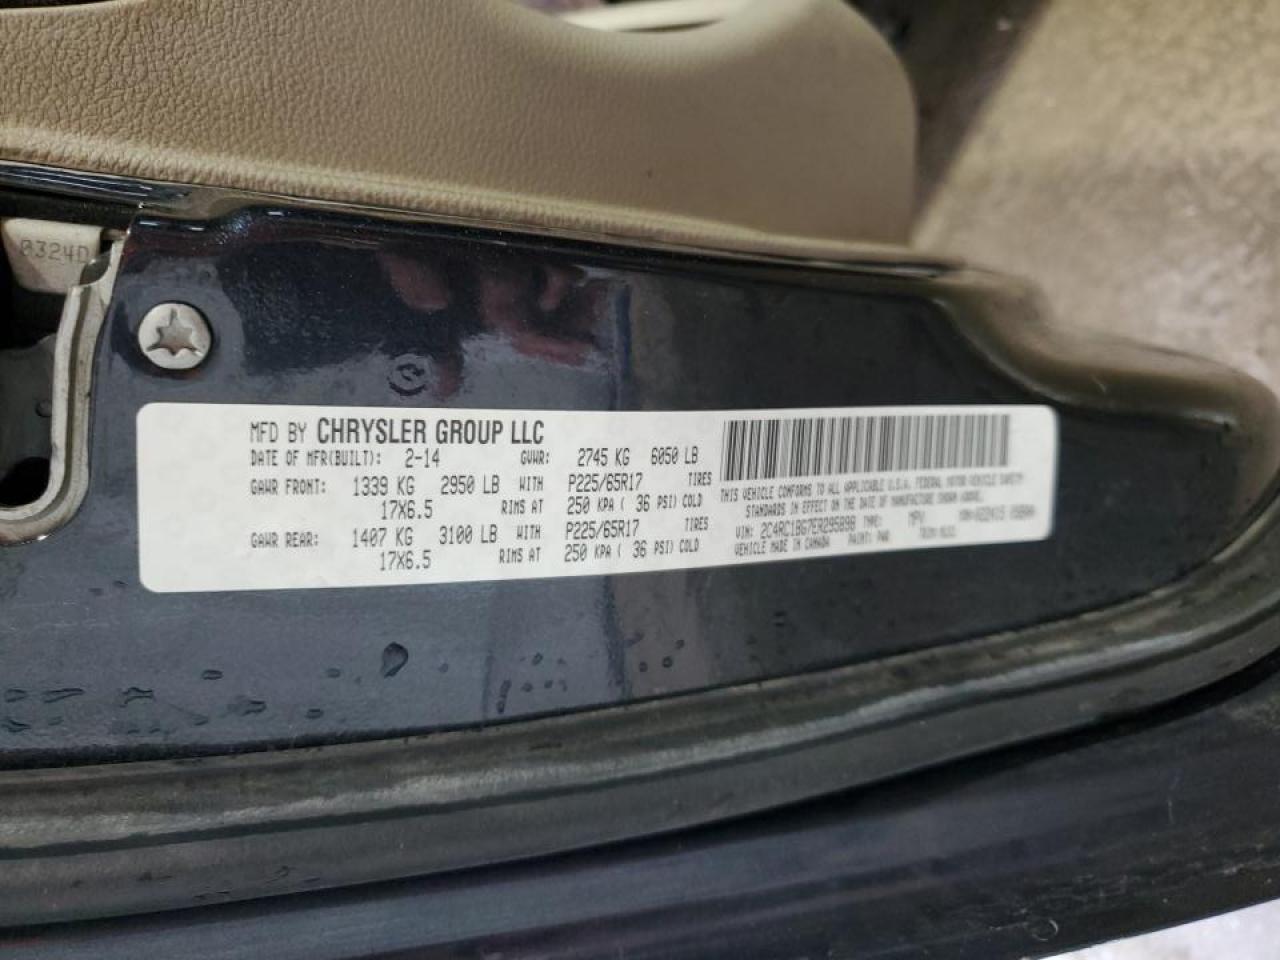 0324D
MFD BY CHRYSLER GROUP LLC
DATE OF MFR(BUILT): 2-14 GVWR: 2745 KG 6050 LB
GAWR FRONT: 1339 KG 2950 LB WITH P225/65R17 TIRES
17X6.5 RIMS AT 250 KPA ( 36 PSI) COLD
GAWR REAR: 1407 KG 3100 LB WITH P225/65R17 TIRES
17X6.5 RIMS AT 250 KPA ( 36 PSI) COLD
THIS VEHICLE CONFORMS TO ALL APPLICABLE U.S.A. FEDERAL MOTOR VEHICLE SAFETY
STANDARDS IN EFFECT ON THE DATE OF MANUFACTURE SHOWN ABOVE.
VIN: 2C4RC1BG7ER295898 TYPE: MPV
VEHICLE MADE IN CANADA PAINT: